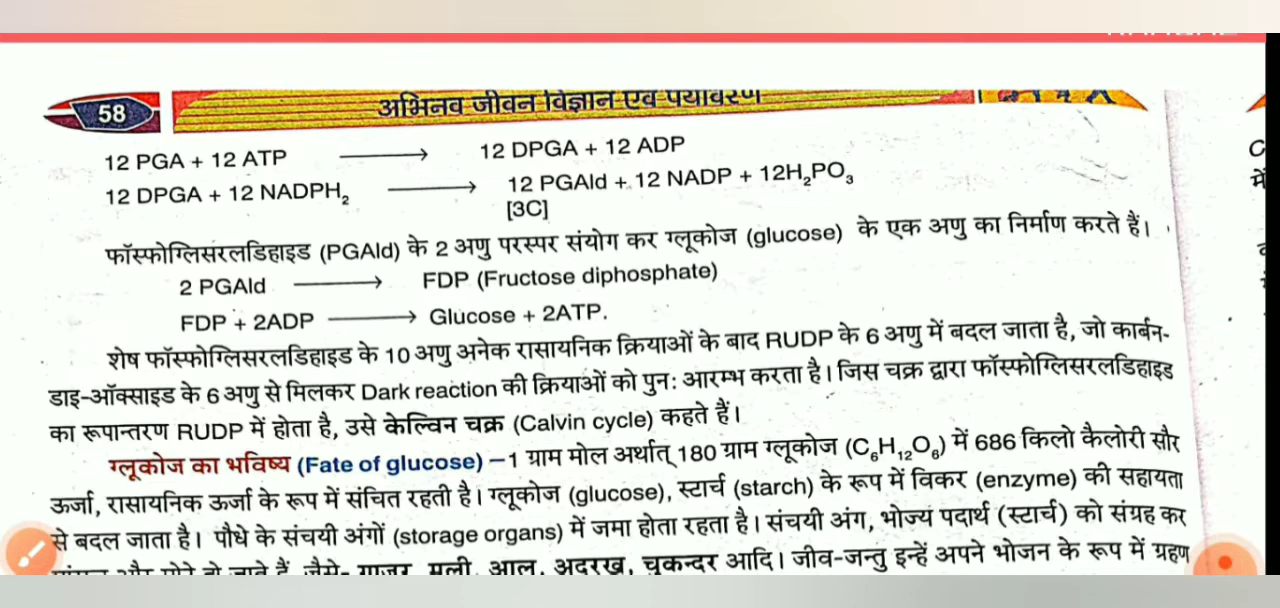 58
अभिनव जीवन विज्ञान एवं पर्यावरण
12 PGA + 12 ATP ⟶ 12 DPGA + 12 ADP
12 DPGA + 12 NADPH₂ ⟶ 12 PGAld + 12 NADP + 12H₂PO₃
[3C]
फॉस्फोग्लिसरलडिहाइड (PGAld) के 2 अणु परस्पर संयोग कर ग्लूकोज (glucose) के एक अणु का निर्माण करते हैं।
2 PGAld ⟶ FDP (Fructose diphosphate)
FDP + 2ADP ⟶ Glucose + 2ATP.
शेष फॉस्फोग्लिसरलडिहाइड के 10 अणु अनेक रासायनिक क्रियाओं के बाद RUDP के 6 अणु में बदल जाता है, जो कार्बन-
डाइ-ऑक्साइड के 6 अणु से मिलकर Dark reaction की क्रियाओं को पुन: आरम्भ करता है। जिस चक्र द्वारा फॉस्फोग्लिसरलडिहाइड
का रूपान्तरण RUDP में होता है, उसे केल्विन चक्र (Calvin cycle) कहते हैं।
ग्लूकोज का भविष्य (Fate of glucose) –1 ग्राम मोल अर्थात् 180 ग्राम ग्लूकोज (C₆H₁₂O₆) में 686 किलो कैलोरी सौर
ऊर्जा, रासायनिक ऊर्जा के रूप में संचित रहती है। ग्लूकोज (glucose), स्टार्च (starch) के रूप में विकर (enzyme) की सहायता
से बदल जाता है। पौधे के संचयी अंगों (storage organs) में जमा होता रहता है। संचयी अंग, भोज्य पदार्थ (स्टार्च) को संग्रह कर
और मोटे हो जाते हैं, जैसे- गाजर, मूली, आलू, अदरख, चुकन्दर आदि। जीव-जन्तु इन्हें अपने भोजन के रूप में ग्रहण